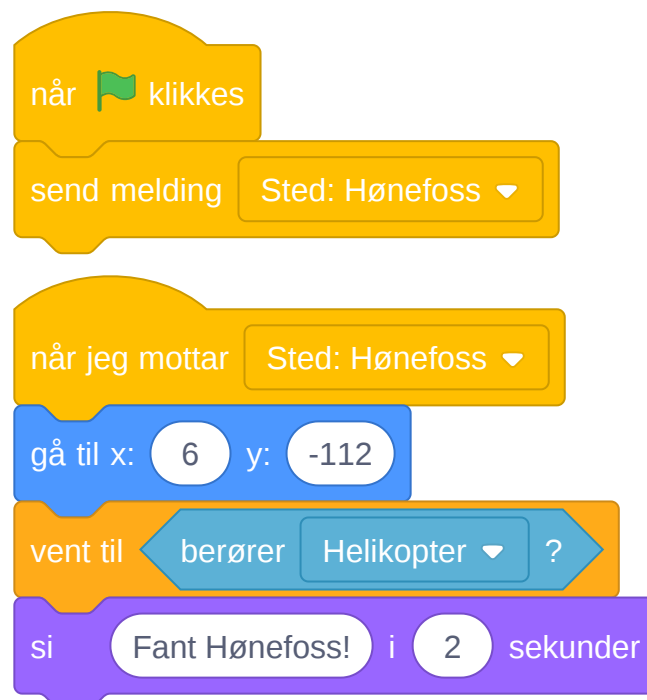 når klikkes
send melding Sted: Hønefoss
når jeg mottar Sted: Hønefoss
gå til x: 6 y: -112
vent til berører Helikopter ?
si Fant Hønefoss! i 2 sekunder